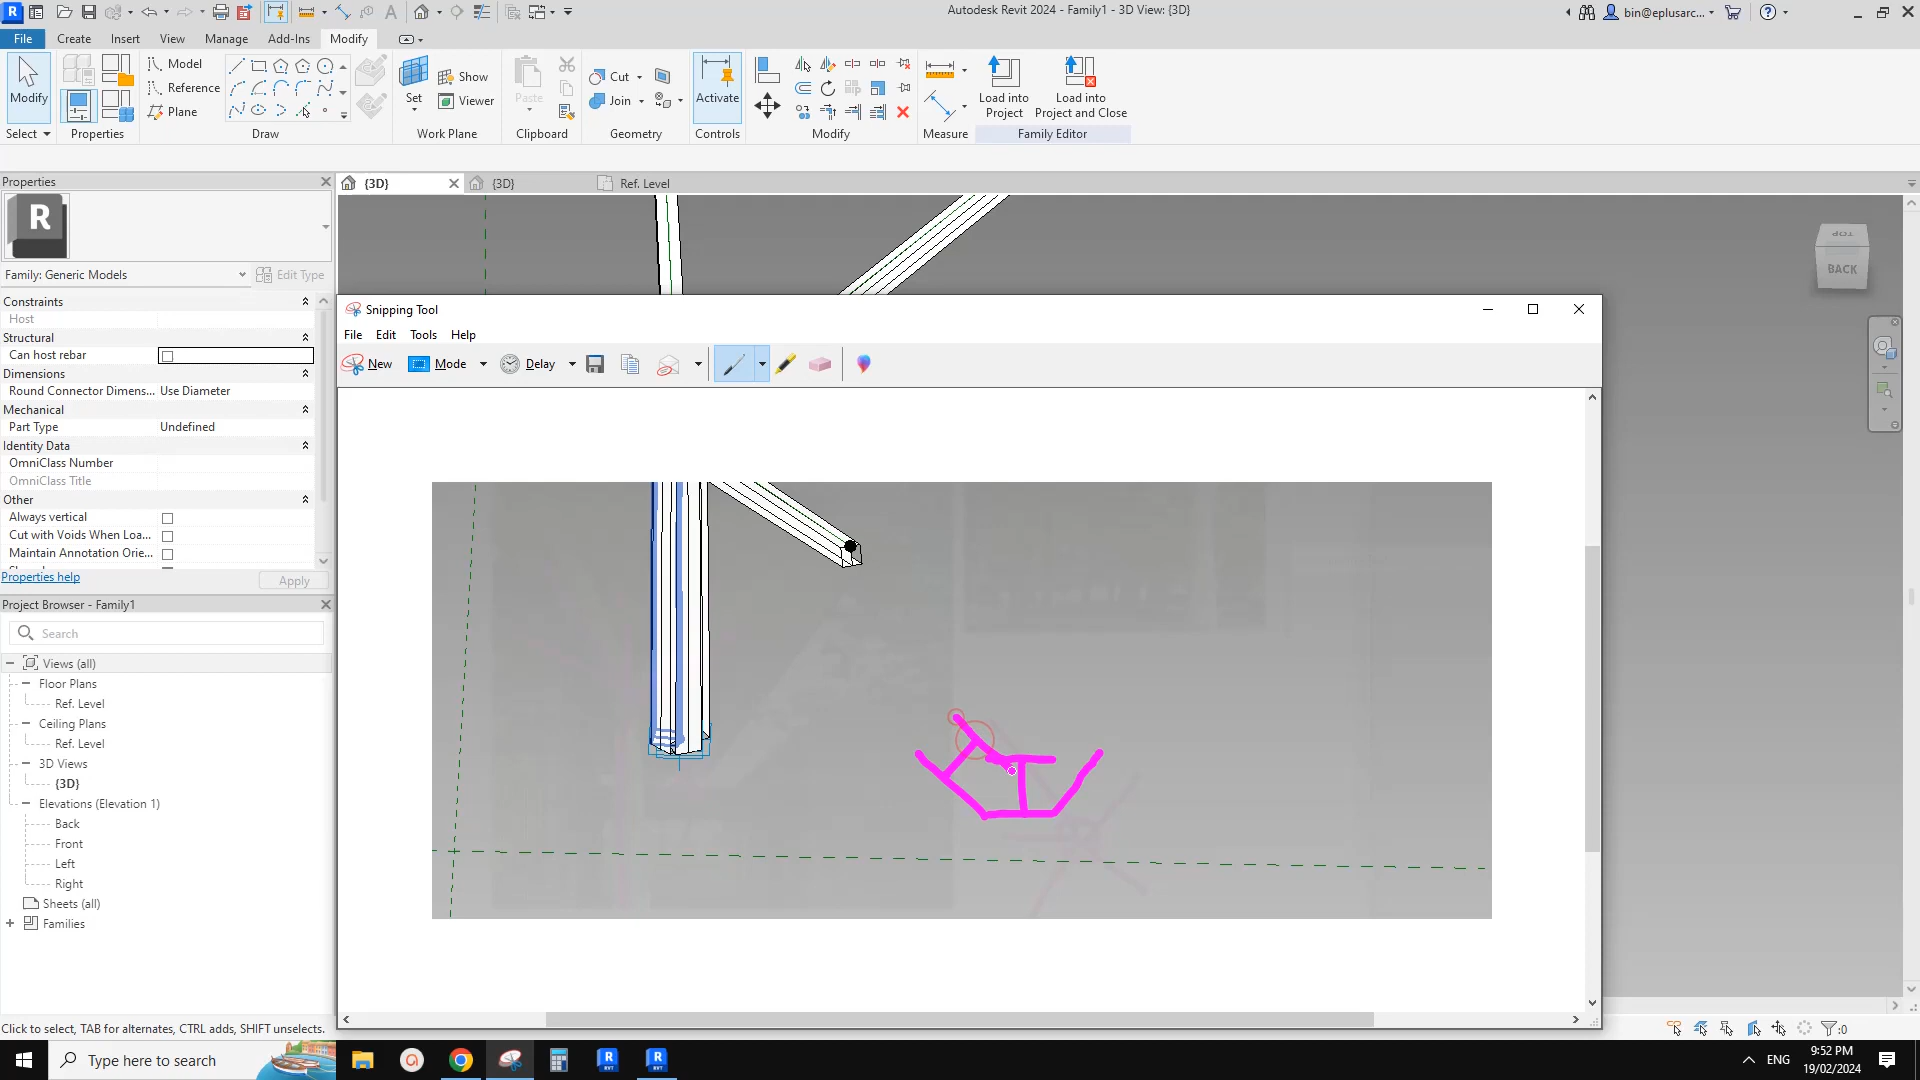 Autodesk Revit 2024 - Family1 - 3D View: {3D}
bin@eplusarc...
File Create Insert View Manage Add-Ins Modify
Modify
Select
Properties
Model
Reference
Plane
Draw
Set
Show
Viewer
Work Plane
Paste
Clipboard
Cut
Join
Geometry
Activate
Controls
Modify
Measure
Load into
Project
Load into
Project and Close
Family Editor
Properties
R
Family: Generic Models
Edit Type
Constraints
Host
Structural
Can host rebar
Dimensions
Round Connector Dimens... Use Diameter
Mechanical
Part Type Undefined
Identity Data
OmniClass Number
OmniClass Title
Other
Always vertical
Cut with Voids When Loa...
Maintain Annotation Orie...
Properties help
Apply
Project Browser - Family1
Search
Views (all)
Floor Plans
Ref. Level
Ceiling Plans
Ref. Level
3D Views
{3D}
Elevations (Elevation 1)
Back
Front
Left
Right
Sheets (all)
Families
{3D} {3D} Ref. Level
TOP
BACK
Snipping Tool
File Edit Tools Help
New Mode Delay
Click to select, TAB for alternates, CTRL adds, SHIFT unselects.
:0
Type here to search
ENG
9:52 PM
19/02/2024